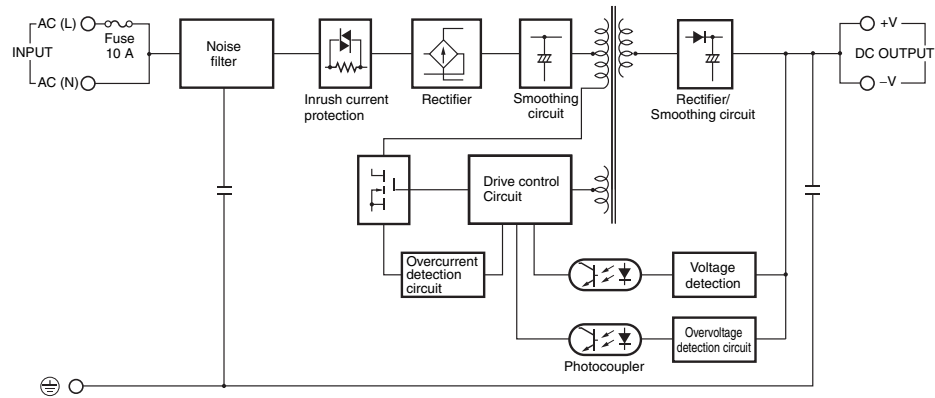 AC (L)
Fuse
10 A
INPUT
AC (N)
Noise
filter
Inrush current
protection
Rectifier
Smoothing
circuit
Rectifier/
Smoothing circuit
+V
DC OUTPUT
–V
Drive control
Circuit
Overcurrent
detection
circuit
Voltage
detection
Overvoltage
detection circuit
Photocoupler